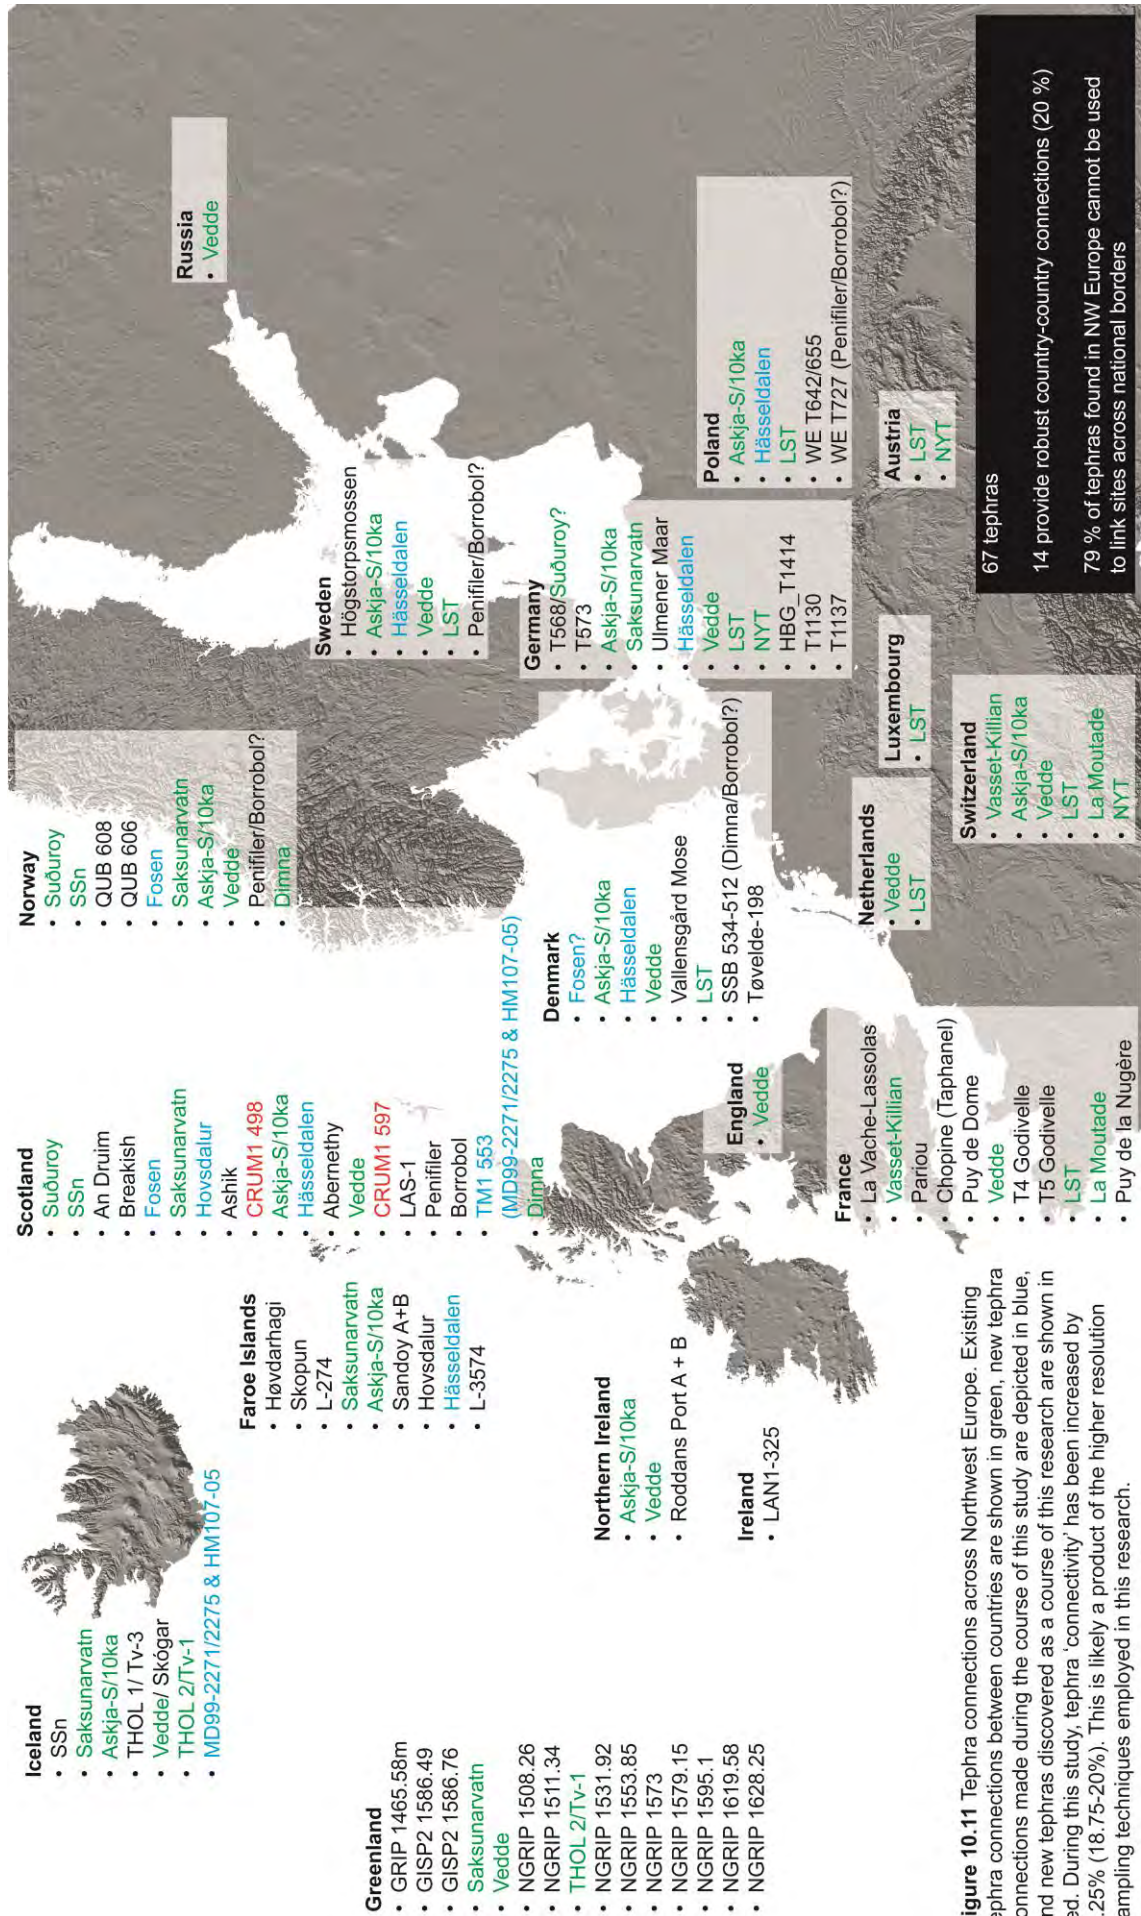 Iceland
• SSn
• Saksunarvatn
• Askja-S/10ka
• THOL 1/ Tv-3
• Vedde/ Skógar
• THOL 2/Tv-1
• MD99-2271/2275 & HM107-05
Greenland
• GRIP 1465.58m
• GISP2 1586.49
• GISP2 1586.76
• Saksunarvatn
• Vedde
• NGRIP 1508.26
• NGRIP 1511.34
• THOL 2/Tv-1
• NGRIP 1531.92
• NGRIP 1553.85
• NGRIP 1573
• NGRIP 1579.15
• NGRIP 1595.1
• NGRIP 1619.58
• NGRIP 1628.25
Faroe Islands
• Høvdarhagi
• Skopun
• L-274
• Saksunarvatn
• Askja-S/10ka
• Sandoy A+B
• Hovsdalur
• Hässeldalen
• L-3574
Northern Ireland
• Askja-S/10ka
• Vedde
• Roddans Port A + B
Ireland
• LAN1-325
Scotland
• Suðuroy
• SSn
• An Druim
• Breakish
• Fosen
• Saksunarvatn
• Hovsdalur
• Ashik
• CRUM1 498
• Askja-S/10ka
• Hässeldalen
• Abernethy
• Vedde
• CRUM1 597
• LAS-1
• Penifiler
• Borrobol
• TM1 553
(MD99-2271/2275 & HM107-05)
• Dimna
England
• Vedde
France
• La Vache-Lassolas
• Vasset-Killian
• Pariou
• Chopine (Taphanel)
• Puy de Dome
• Vedde
• T4 Godivelle
• T5 Godivelle
• LST
• La Moutade
• Puy de la Nugère
Norway
• Suðuroy
• SSn
• QUB 608
• QUB 606
• Fosen
• Saksunarvatn
• Askja-S/10ka
• Vedde
• Penifiler/Borrobol?
• Dimna
Denmark
• Fosen?
• Askja-S/10ka
• Hässeldalen
• Vedde
• Vallensgård Mose
• LST
• SSB 534-512 (Dimna/Borrobol?)
• Tøvelde-198
Netherlands
• Vedde
• LST
Luxembourg
• LST
Switzerland
• Vasset-Killian
• Askja-S/10ka
• Vedde
• LST
• La Moutade
• NYT
Sweden
• Högstorpsmossen
• Askja-S/10ka
• Hässeldalen
• Vedde
• LST
• Penifiler/Borrobol?
Germany
• T568/Suðuroy?
• T573
• Askja-S/10ka
• Saksunarvatn
• Ulmener Maar
• Hässeldalen
• Vedde
• LST
• NYT
• HBG_T1414
• T1130
• T1137
Russia
• Vedde
Poland
• Askja-S/10ka
• Hässeldalen
• LST
• WE T642/655
• WE T727 (Penifiler/Borrobol?)
Austria
• LST
• NYT
67 tephras
14 provide robust country-country connections (20 %)
79 % of tephras found in NW Europe cannot be used
to link sites across national borders
igure 10.11 Tephra connections across Northwest Europe. Existing
ephra connections between countries are shown in green, new tephra
onnections made during the course of this study are depicted in blue,
nd new tephras discovered as a course of this research are shown in
ed. During this study, tephra ‘connectivity’ has been increased by
.25% (18.75-20%). This is likely a product of the higher resolution
ampling techniques employed in this research.